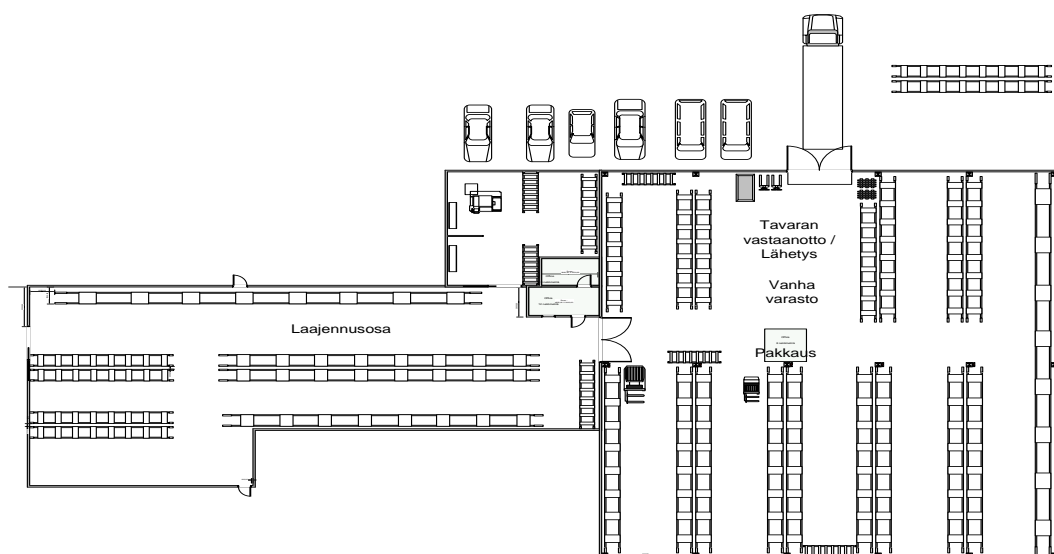 Tavaran
vastaanotto /
Lähetys
Vanha
varasto
Laajennusosa
Pakkaus